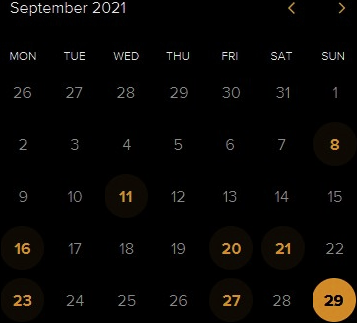 September 2021
MON TUE WED THU FRI SAT SUN
26 27 28 29 30 31 1
2 3 4 5 6 7 8
9 10 11 12 13 14 15
16 17 18 19 20 21 22
23 24 25 26 27 28 29